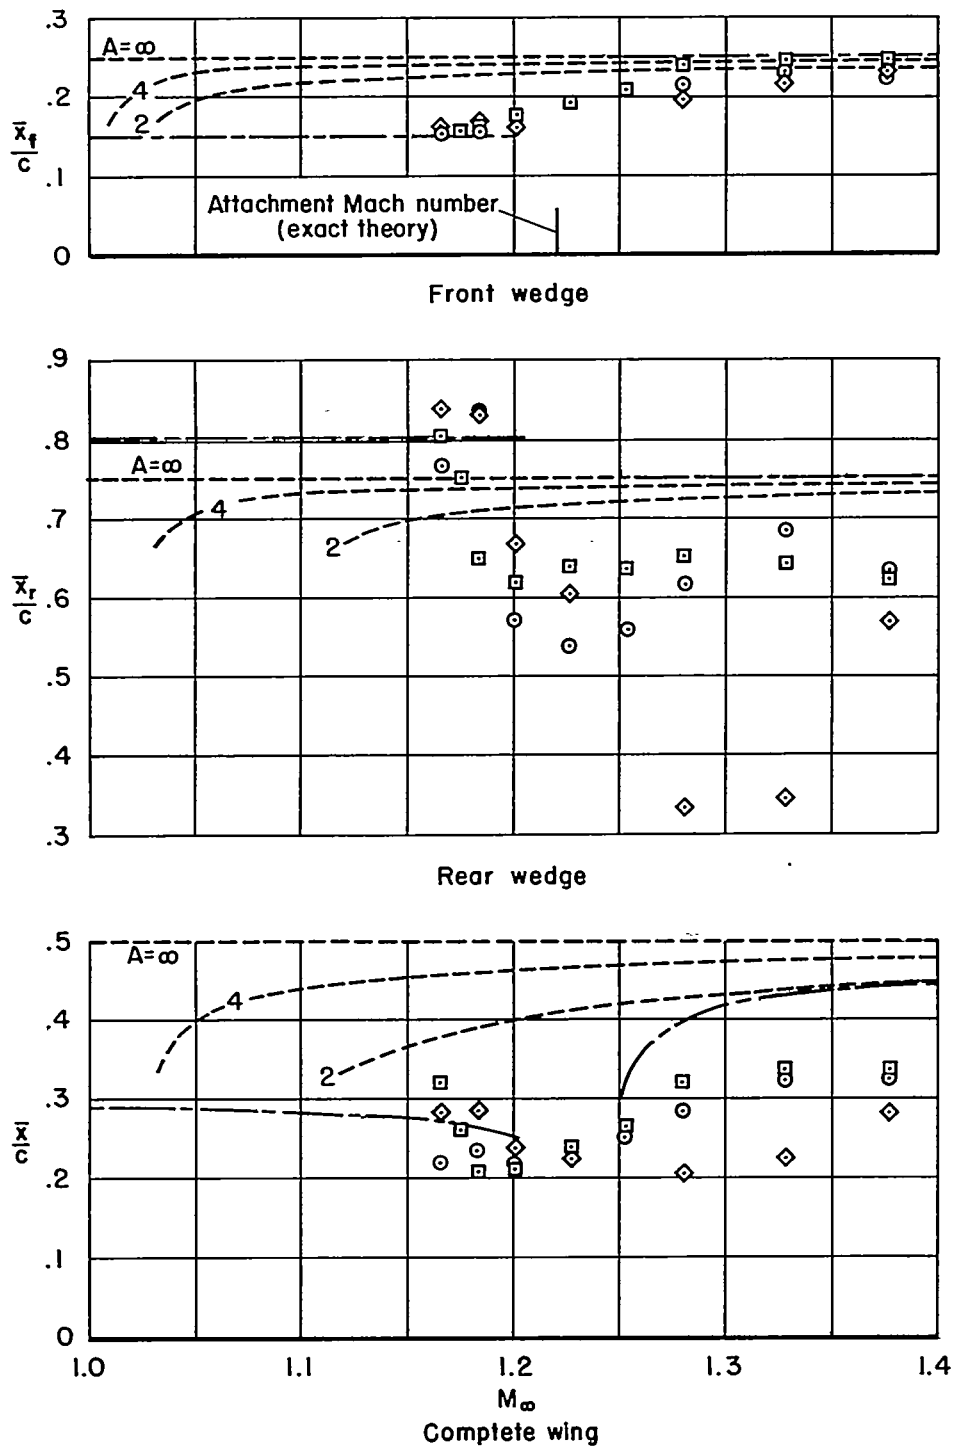 .3
A=∞
.2
4
2
x̄f/c
.1
Attachment Mach number
(exact theory)
0
Front wedge
.9
.8
A=∞
.7
4
2
x̄r/c
.6
.5
.4
.3
Rear wedge
.5
A=∞
4
.4
2
.3
x̄/c
.2
.1
0
1.0 1.1 1.2 1.3 1.4
M∞
Comptete wing